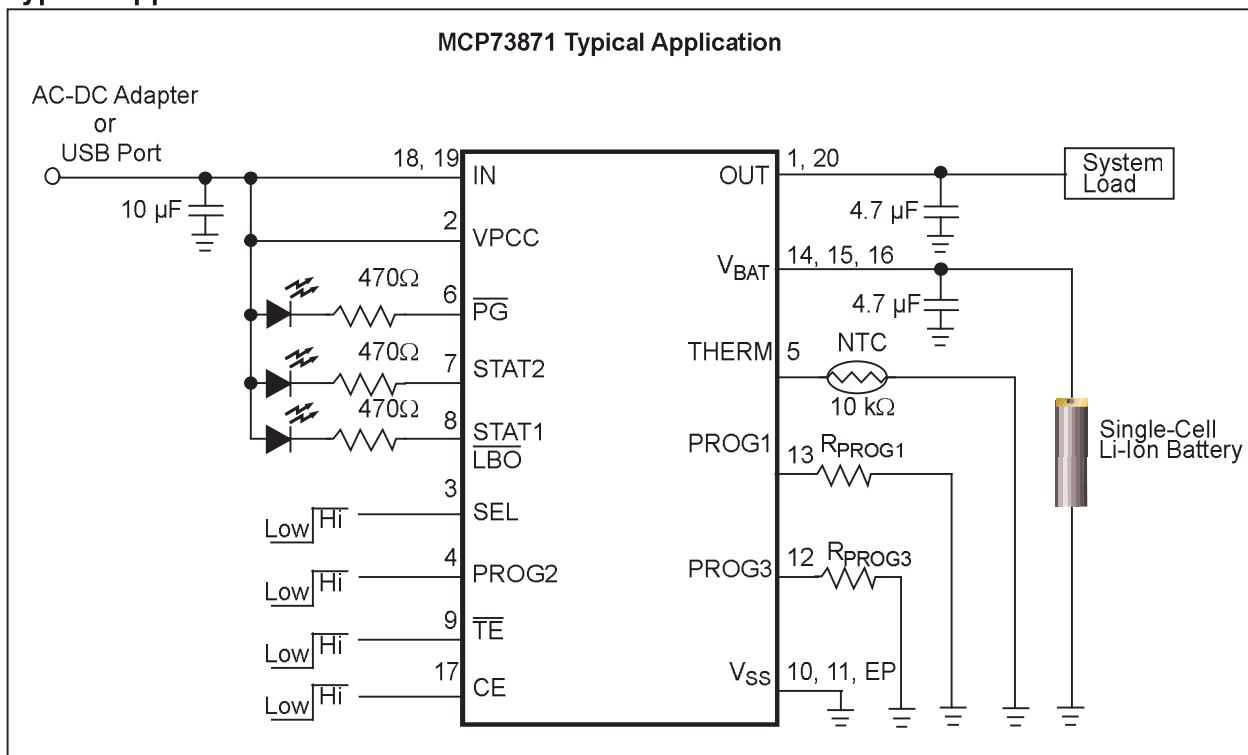 MCP73871 Typical Application
AC-DC Adapter
or
USB Port
10 µF
18, 19
IN
2
VPCC
470Ω
6
PG
470Ω
7
STAT2
470Ω
8
STAT1
LBO
3
Low Hi
SEL
4
Low Hi
PROG2
9
Low Hi
TE
17
Low Hi
CE
OUT
1, 20
System
Load
4.7 µF
VBAT
14, 15, 16
4.7 µF
THERM
5
NTC
10 kΩ
PROG1
13
RPROG1
Single-Cell
Li-Ion Battery
PROG3
12
RPROG3
VSS
10, 11, EP